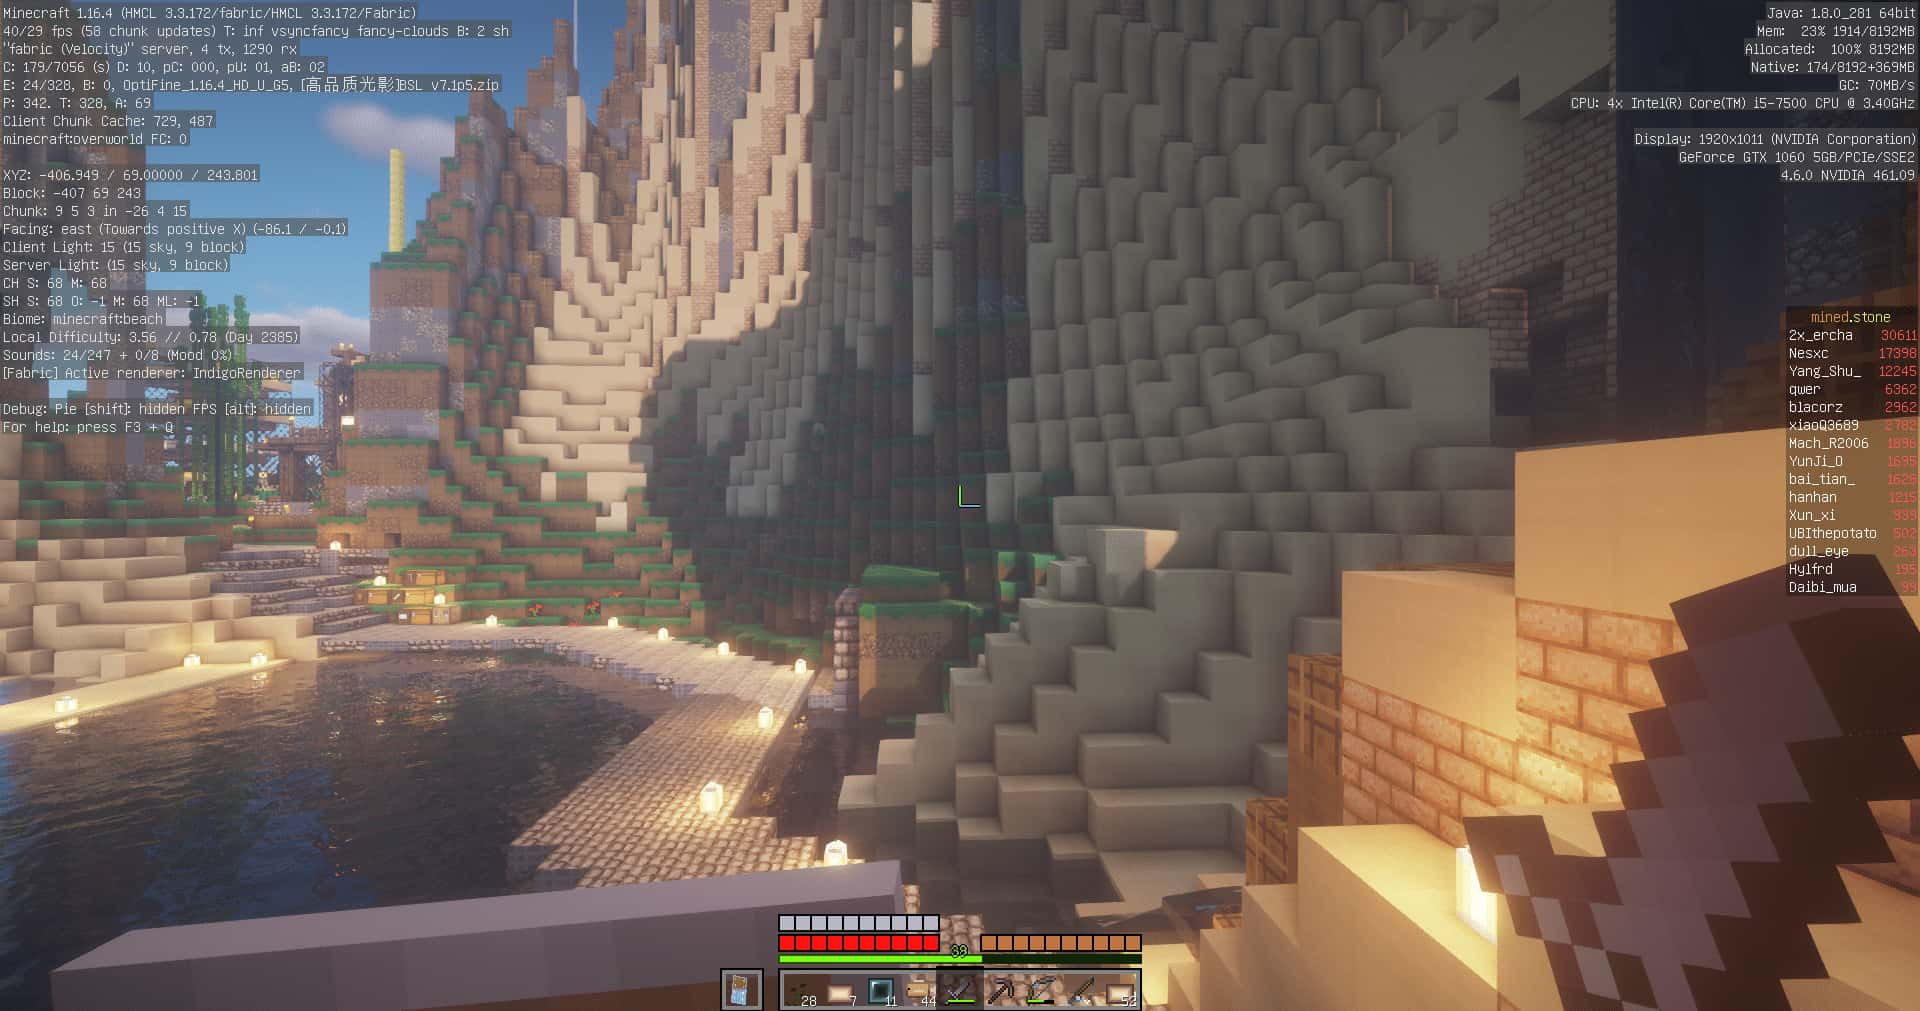 Minecraft 1.16.4 (HMCL 3.3.172/fabric/HMCL 3.3.172/Fabric)
40/29 fps (58 chunk updates) T: inf vsyncfancy fancy-clouds B: 2 sh
"fabric (Velocity)" server, 4 tx, 1290 rx
C: 179/7056 (s) D: 10, pC: 000, pU: 01, aB: 02
E: 24/328, B: 0, OptiFine_1.16.4_HD_U_G5, [高品质光影]BSL v7.1p5.zip
P: 342. T: 328, A: 69
Client Chunk Cache: 729, 487
minecraft:overworld FC: 0
XYZ: -406.949 / 69.00000 / 243.801
Block: -407 69 243
Chunk: 9 5 3 in -26 4 15
Facing: east (Towards positive X) (-86.1 / -0.1)
Client Light: 15 (15 sky, 9 block)
Server Light: (15 sky, 9 block)
CH S: 68 M: 68
SH S: 68 O: -1 M: 68 ML: -1
Biome: minecraft:beach
Local Difficulty: 3.56 // 0.78 (Day 2385)
Sounds: 24/247 + 0/8 (Mood 0%)
[Fabric] Active renderer: IndigoRenderer
Debug: Pie [shift]: hidden FPS [alt]: hidden
For help: press F3 + Q
Java: 1.8.0_281 64bit
Mem: 23% 1914/8192MB
Allocated: 100% 8192MB
Native: 174/8192+369MB
GC: 70MB/s
CPU: 4x Intel(R) Core(TM) i5-7500 CPU @ 3.40GHz
Display: 1920x1011 (NVIDIA Corporation)
GeForce GTX 1060 5GB/PCIe/SSE2
4.6.0 NVIDIA 461.09
mined.stone
2x_ercha 30611
Nesxc 17398
Yang_Shu_ 12245
qwer 6362
blacorz 2962
xiaoQ3689 2782
Mach_R2006 1896
YunJi_O 1695
bai_tian_ 1628
hanhan 1215
Xun_xi 939
UBIthepotato 502
dull_eye 263
Hylfrd 195
Daibi_mua 99
39
28 7 11 44 52